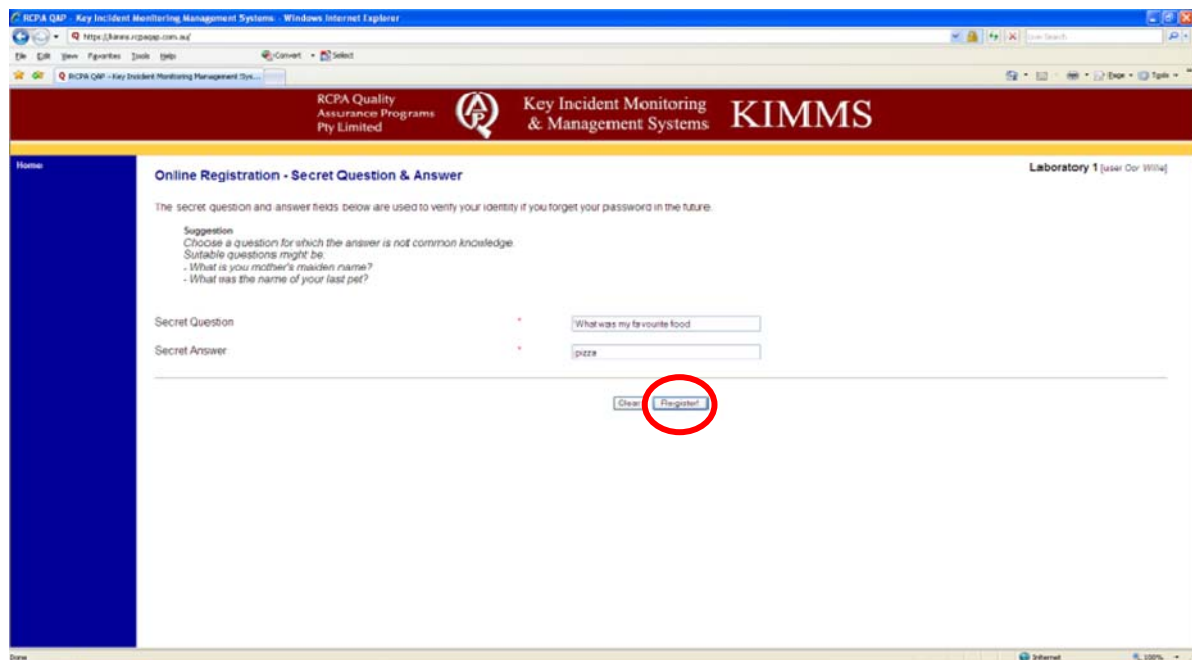 RCPA QAP - Key Incident Monitoring Management Systems - Windows Internet Explorer
https://kimms.rcpaqap.com.au/
Live Search
File Edit View Favorites Tools Help
Convert Select
RCPA QAP - Key Incident Monitoring Management Sys...
Page Tools
RCPA Quality
Assurance Programs
Pty Limited
QAP
Key Incident Monitoring
& Management Systems
KIMMS
Home
Laboratory 1 [user Cor Willie]
Online Registration - Secret Question & Answer
The secret question and answer fields below are used to verify your identity if you forget your password in the future.
Suggestion
Choose a question for which the answer is not common knowledge.
Suitable questions might be:
- What is you mother's maiden name?
- What was the name of your last pet?
Secret Question * What was my favourite food
Secret Answer * pizza
Clear Register!
Done
Internet
100%